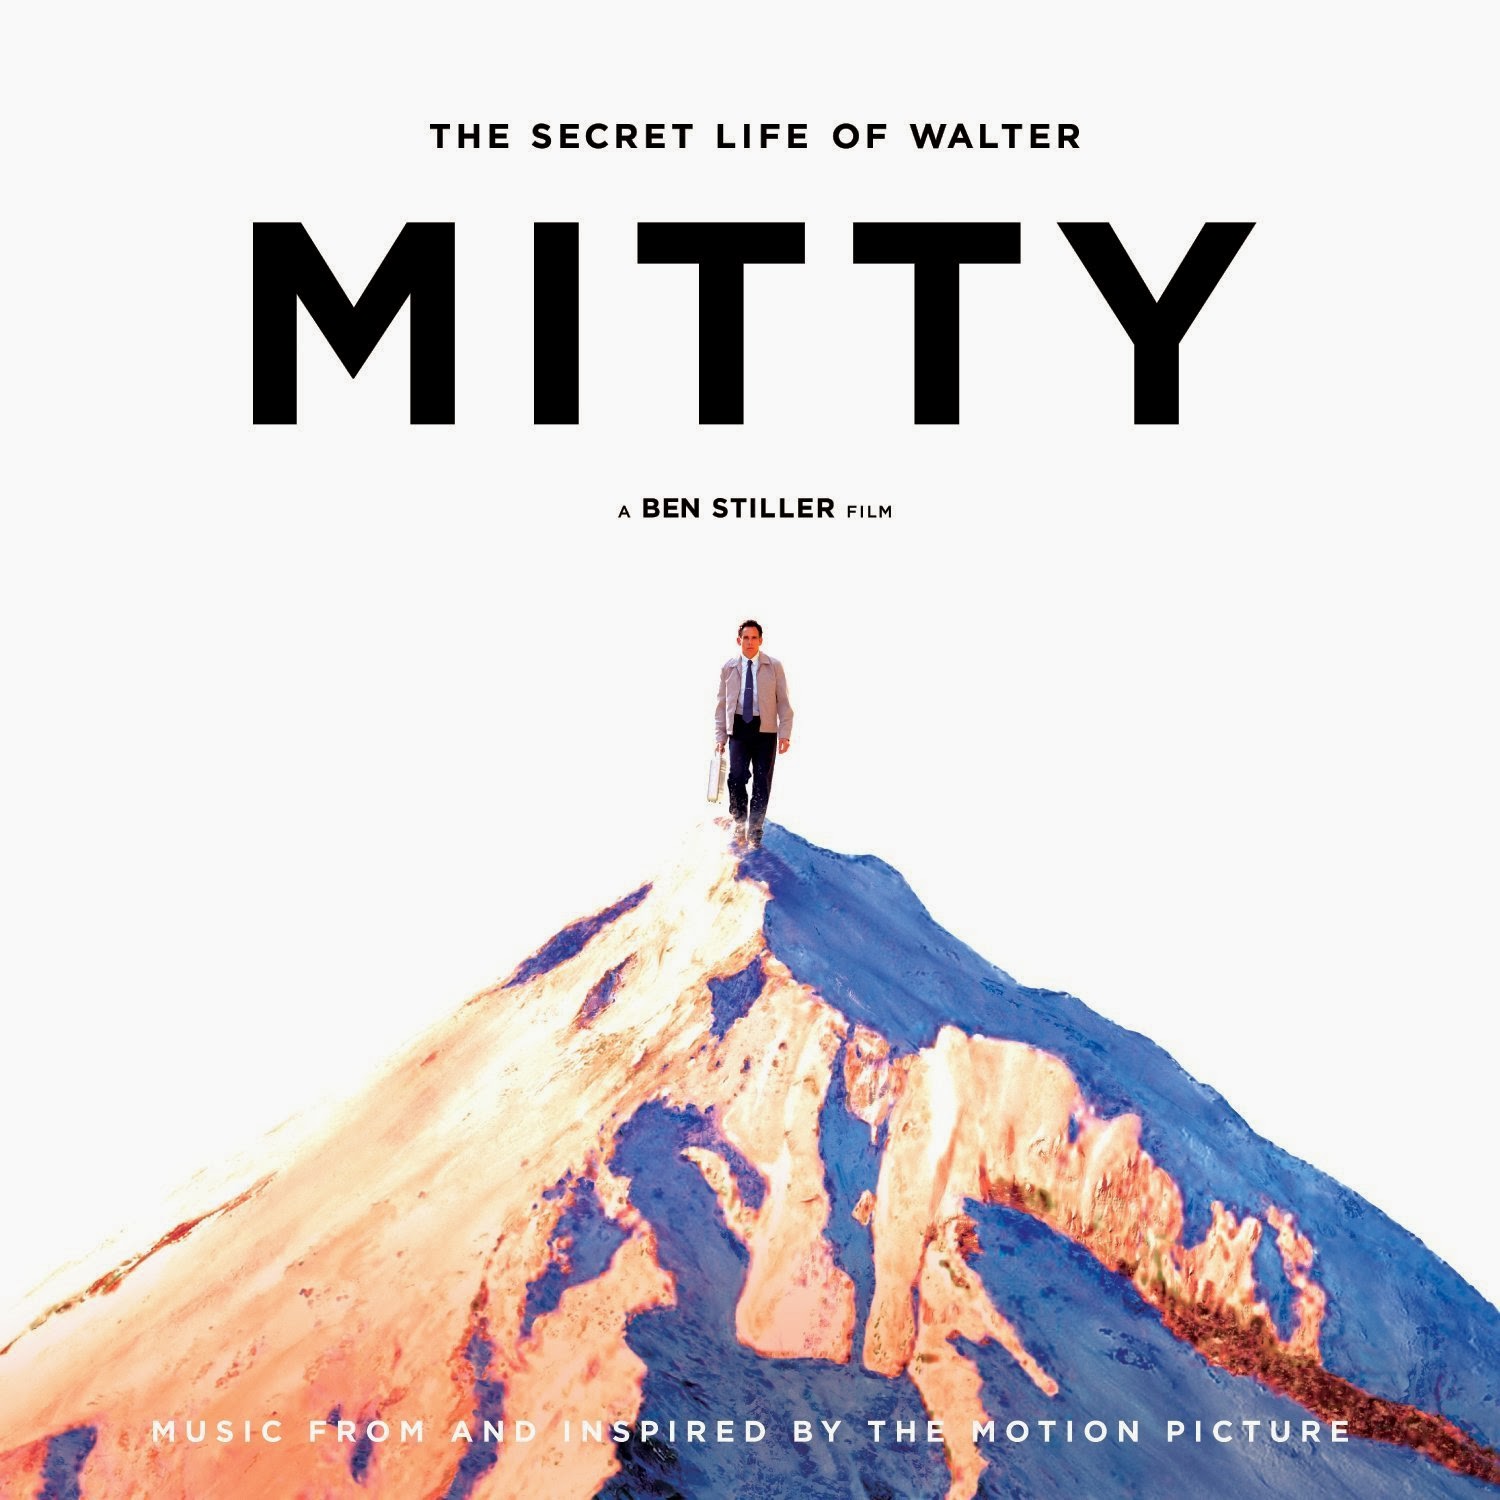 THE SECRET LIFE OF WALTER
MITTY
A BEN STILLER FILM
MUSIC FROM AND INSPIRED BY THE MOTION PICTURE